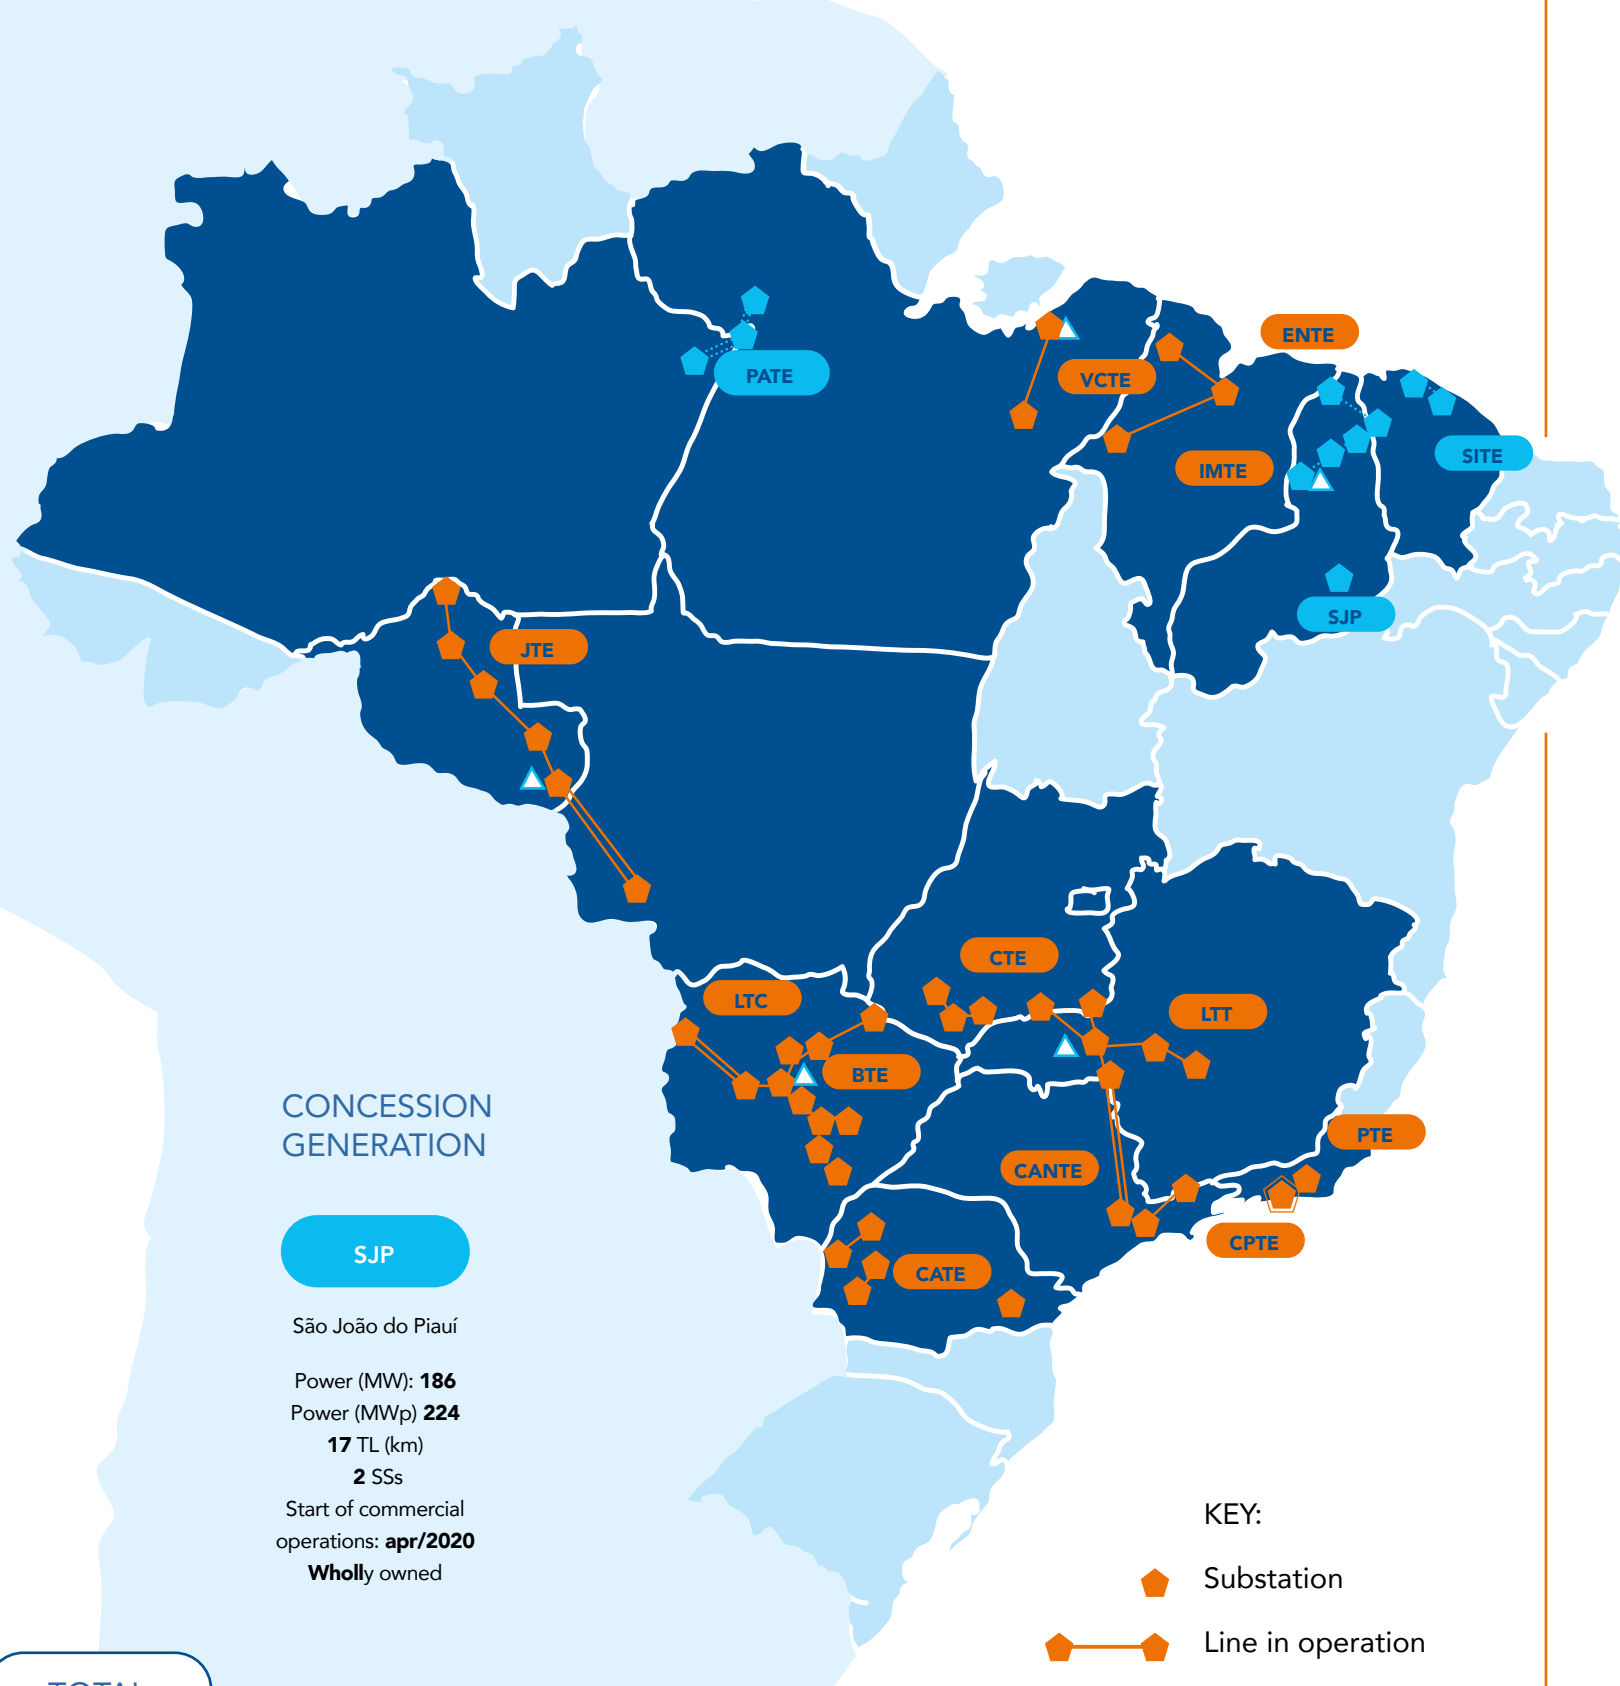 ENTE
PATE
VCTE
SITE
IMTE
SJP
JTE
CTE
LTC
LTT
BTE
CONCESSION
GENERATION
PTE
CANTE
SJP
CPTE
CATE
São João do Piauí
Power (MW): 186
Power (MWp) 224
17 TL (km)
2 SSs
Start of commercial
operations: apr/2020
Wholly owned
KEY:
Substation
Line in operation